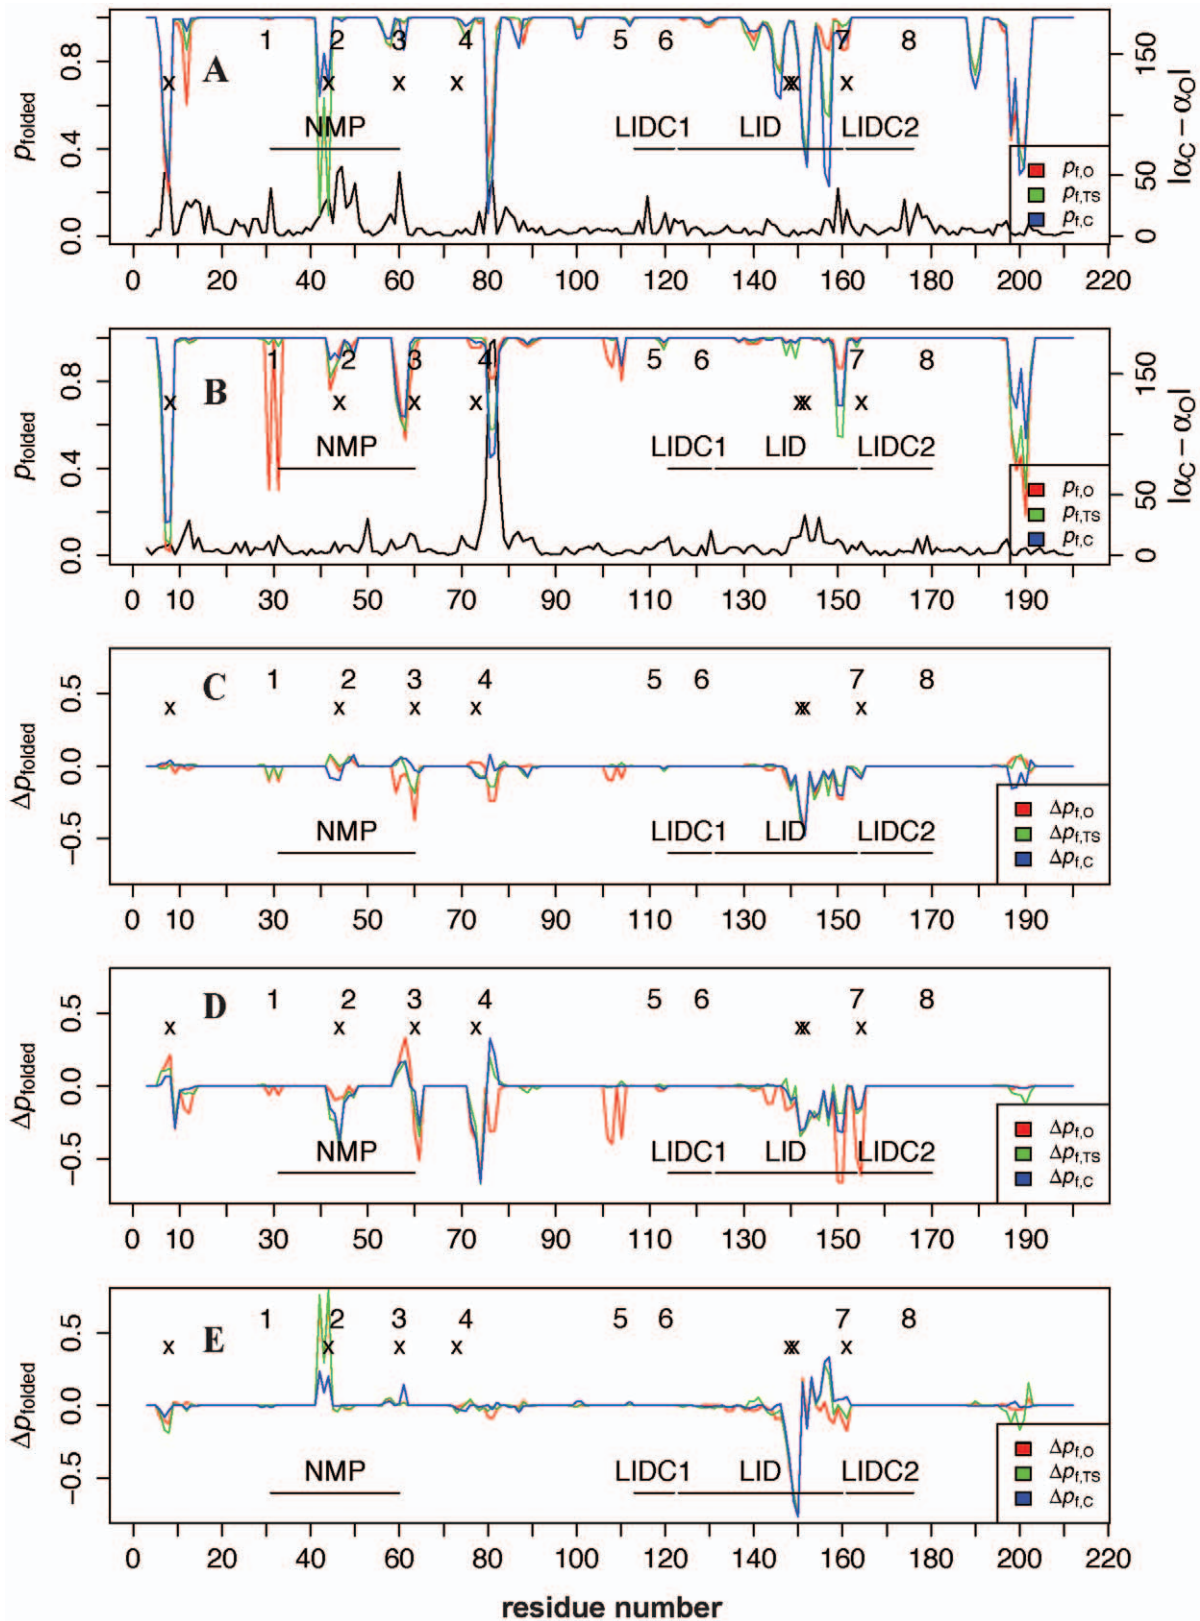 1 2 3 4 5 6 7 8
A
x x x x xx x
NMP LIDC1 LID LIDC2
p_folded
0.0 0.4 0.8
0 50 150
|α_C − α_O|
p_f,O
p_f,TS
p_f,C
0 20 40 60 80 100 120 140 160 180 200 220
1 2 3 4 5 6 7 8
B
x x x x xx x
NMP LIDC1 LID LIDC2
p_folded
0.0 0.4 0.8
0 50 150
|α_C − α_O|
p_f,O
p_f,TS
p_f,C
0 10 30 50 70 90 110 130 150 170 190
C 1 2 3 4 5 6 7 8
x x x x xx x
NMP LIDC1 LID LIDC2
Δp_folded
−0.5 0.0 0.5
Δp_f,O
Δp_f,TS
Δp_f,C
0 10 30 50 70 90 110 130 150 170 190
D 1 2 3 4 5 6 7 8
x x x x xx x
NMP LIDC1 LID LIDC2
Δp_folded
−0.5 0.0 0.5
Δp_f,O
Δp_f,TS
Δp_f,C
0 10 30 50 70 90 110 130 150 170 190
1 2 3 4 5 6 7 8
E
x x x x xx x
NMP LIDC1 LID LIDC2
Δp_folded
−0.5 0.0 0.5
Δp_f,O
Δp_f,TS
Δp_f,C
0 20 40 60 80 100 120 140 160 180 200 220
residue number